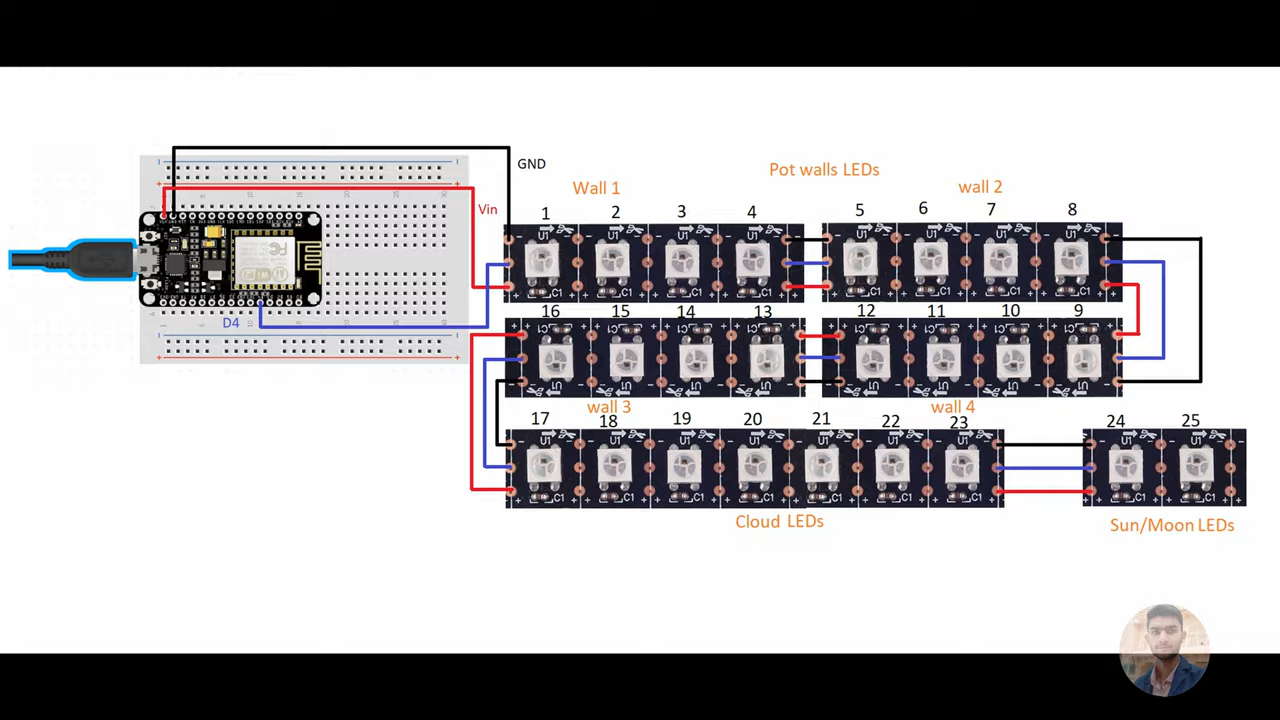 GND
Pot walls LEDs
Wall 1
wall 2
Vin
1 2 3 4 5 6 7 8
D4
16 15 14 13 12 11 10 9
wall 3
wall 4
17 18 19 20 21 22 23 24 25
Cloud LEDs
Sun/Moon LEDs